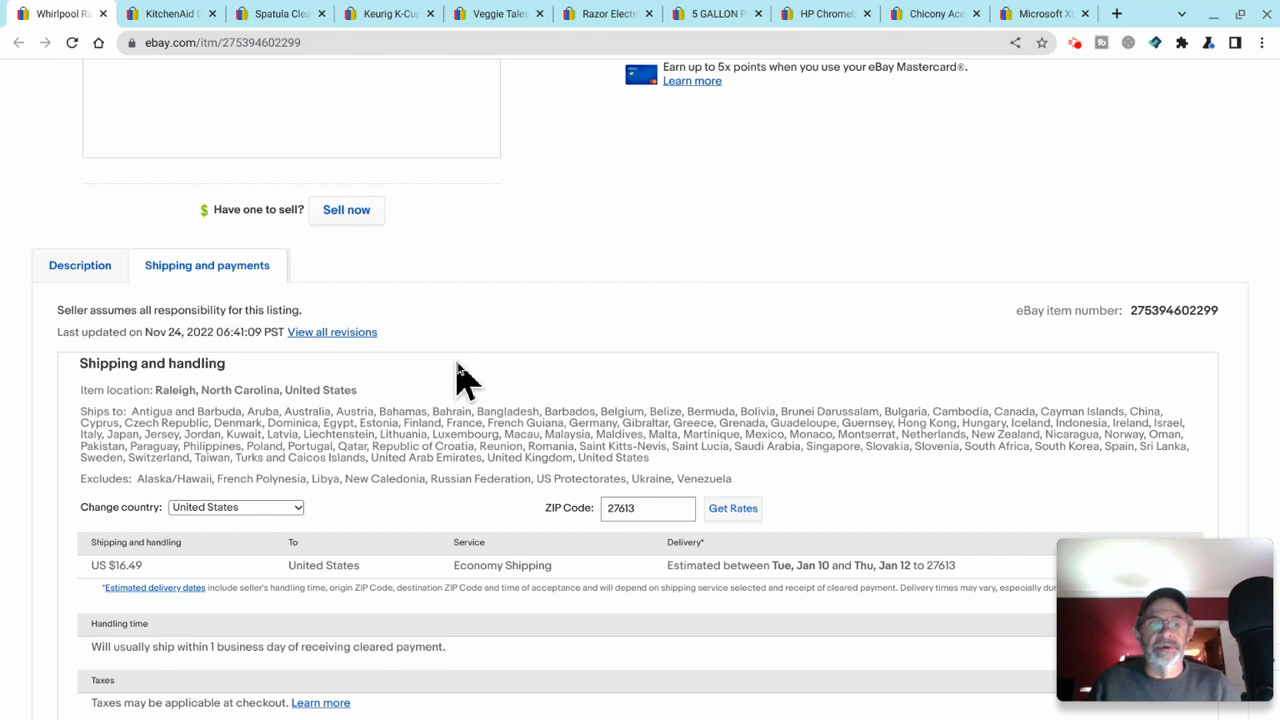 Whirlpool Ra
KitchenAid D
Spatula Clea
Keurig K-Cup
Veggie Tales
Razor Electri
5 GALLON P
HP Chromeb
Chicony Ace
Microsoft X
ebay.com/itm/275394602299
Earn up to 5x points when you use your eBay Mastercard®.
Learn more
Have one to sell? Sell now
Description
Shipping and payments
Seller assumes all responsibility for this listing.
eBay item number: 275394602299
Last updated on Nov 24, 2022 06:41:09 PST View all revisions
Shipping and handling
Item location: Raleigh, North Carolina, United States
Ships to: Antigua and Barbuda, Aruba, Australia, Austria, Bahamas, Bahrain, Bangladesh, Barbados, Belgium, Belize, Bermuda, Bolivia, Brunei Darussalam, Bulgaria, Cambodia, Canada, Cayman Islands, China,
Cyprus, Czech Republic, Denmark, Dominica, Egypt, Estonia, Finland, France, French Guiana, Germany, Gibraltar, Greece, Grenada, Guadeloupe, Guernsey, Hong Kong, Hungary, Iceland, Indonesia, Ireland, Israel,
Italy, Japan, Jersey, Jordan, Kuwait, Latvia, Liechtenstein, Lithuania, Luxembourg, Macau, Malaysia, Maldives, Malta, Martinique, Mexico, Monaco, Montserrat, Netherlands, New Zealand, Nicaragua, Norway, Oman,
Pakistan, Paraguay, Philippines, Poland, Portugal, Qatar, Republic of Croatia, Reunion, Romania, Saint Kitts-Nevis, Saint Lucia, Saudi Arabia, Singapore, Slovakia, Slovenia, South Africa, South Korea, Spain, Sri Lanka,
Sweden, Switzerland, Taiwan, Turks and Caicos Islands, United Arab Emirates, United Kingdom, United States
Excludes: Alaska/Hawaii, French Polynesia, Libya, New Caledonia, Russian Federation, US Protectorates, Ukraine, Venezuela
Change country: United States
ZIP Code: 27613 Get Rates
Shipping and handling To Service Delivery*
US $16.49 United States Economy Shipping Estimated between Tue, Jan 10 and Thu, Jan 12 to 27613
*Estimated delivery dates include seller's handling time, origin ZIP Code, destination ZIP Code and time of acceptance and will depend on shipping service selected and receipt of cleared payment. Delivery times may vary, especially du
Handling time
Will usually ship within 1 business day of receiving cleared payment.
Taxes
Taxes may be applicable at checkout. Learn more